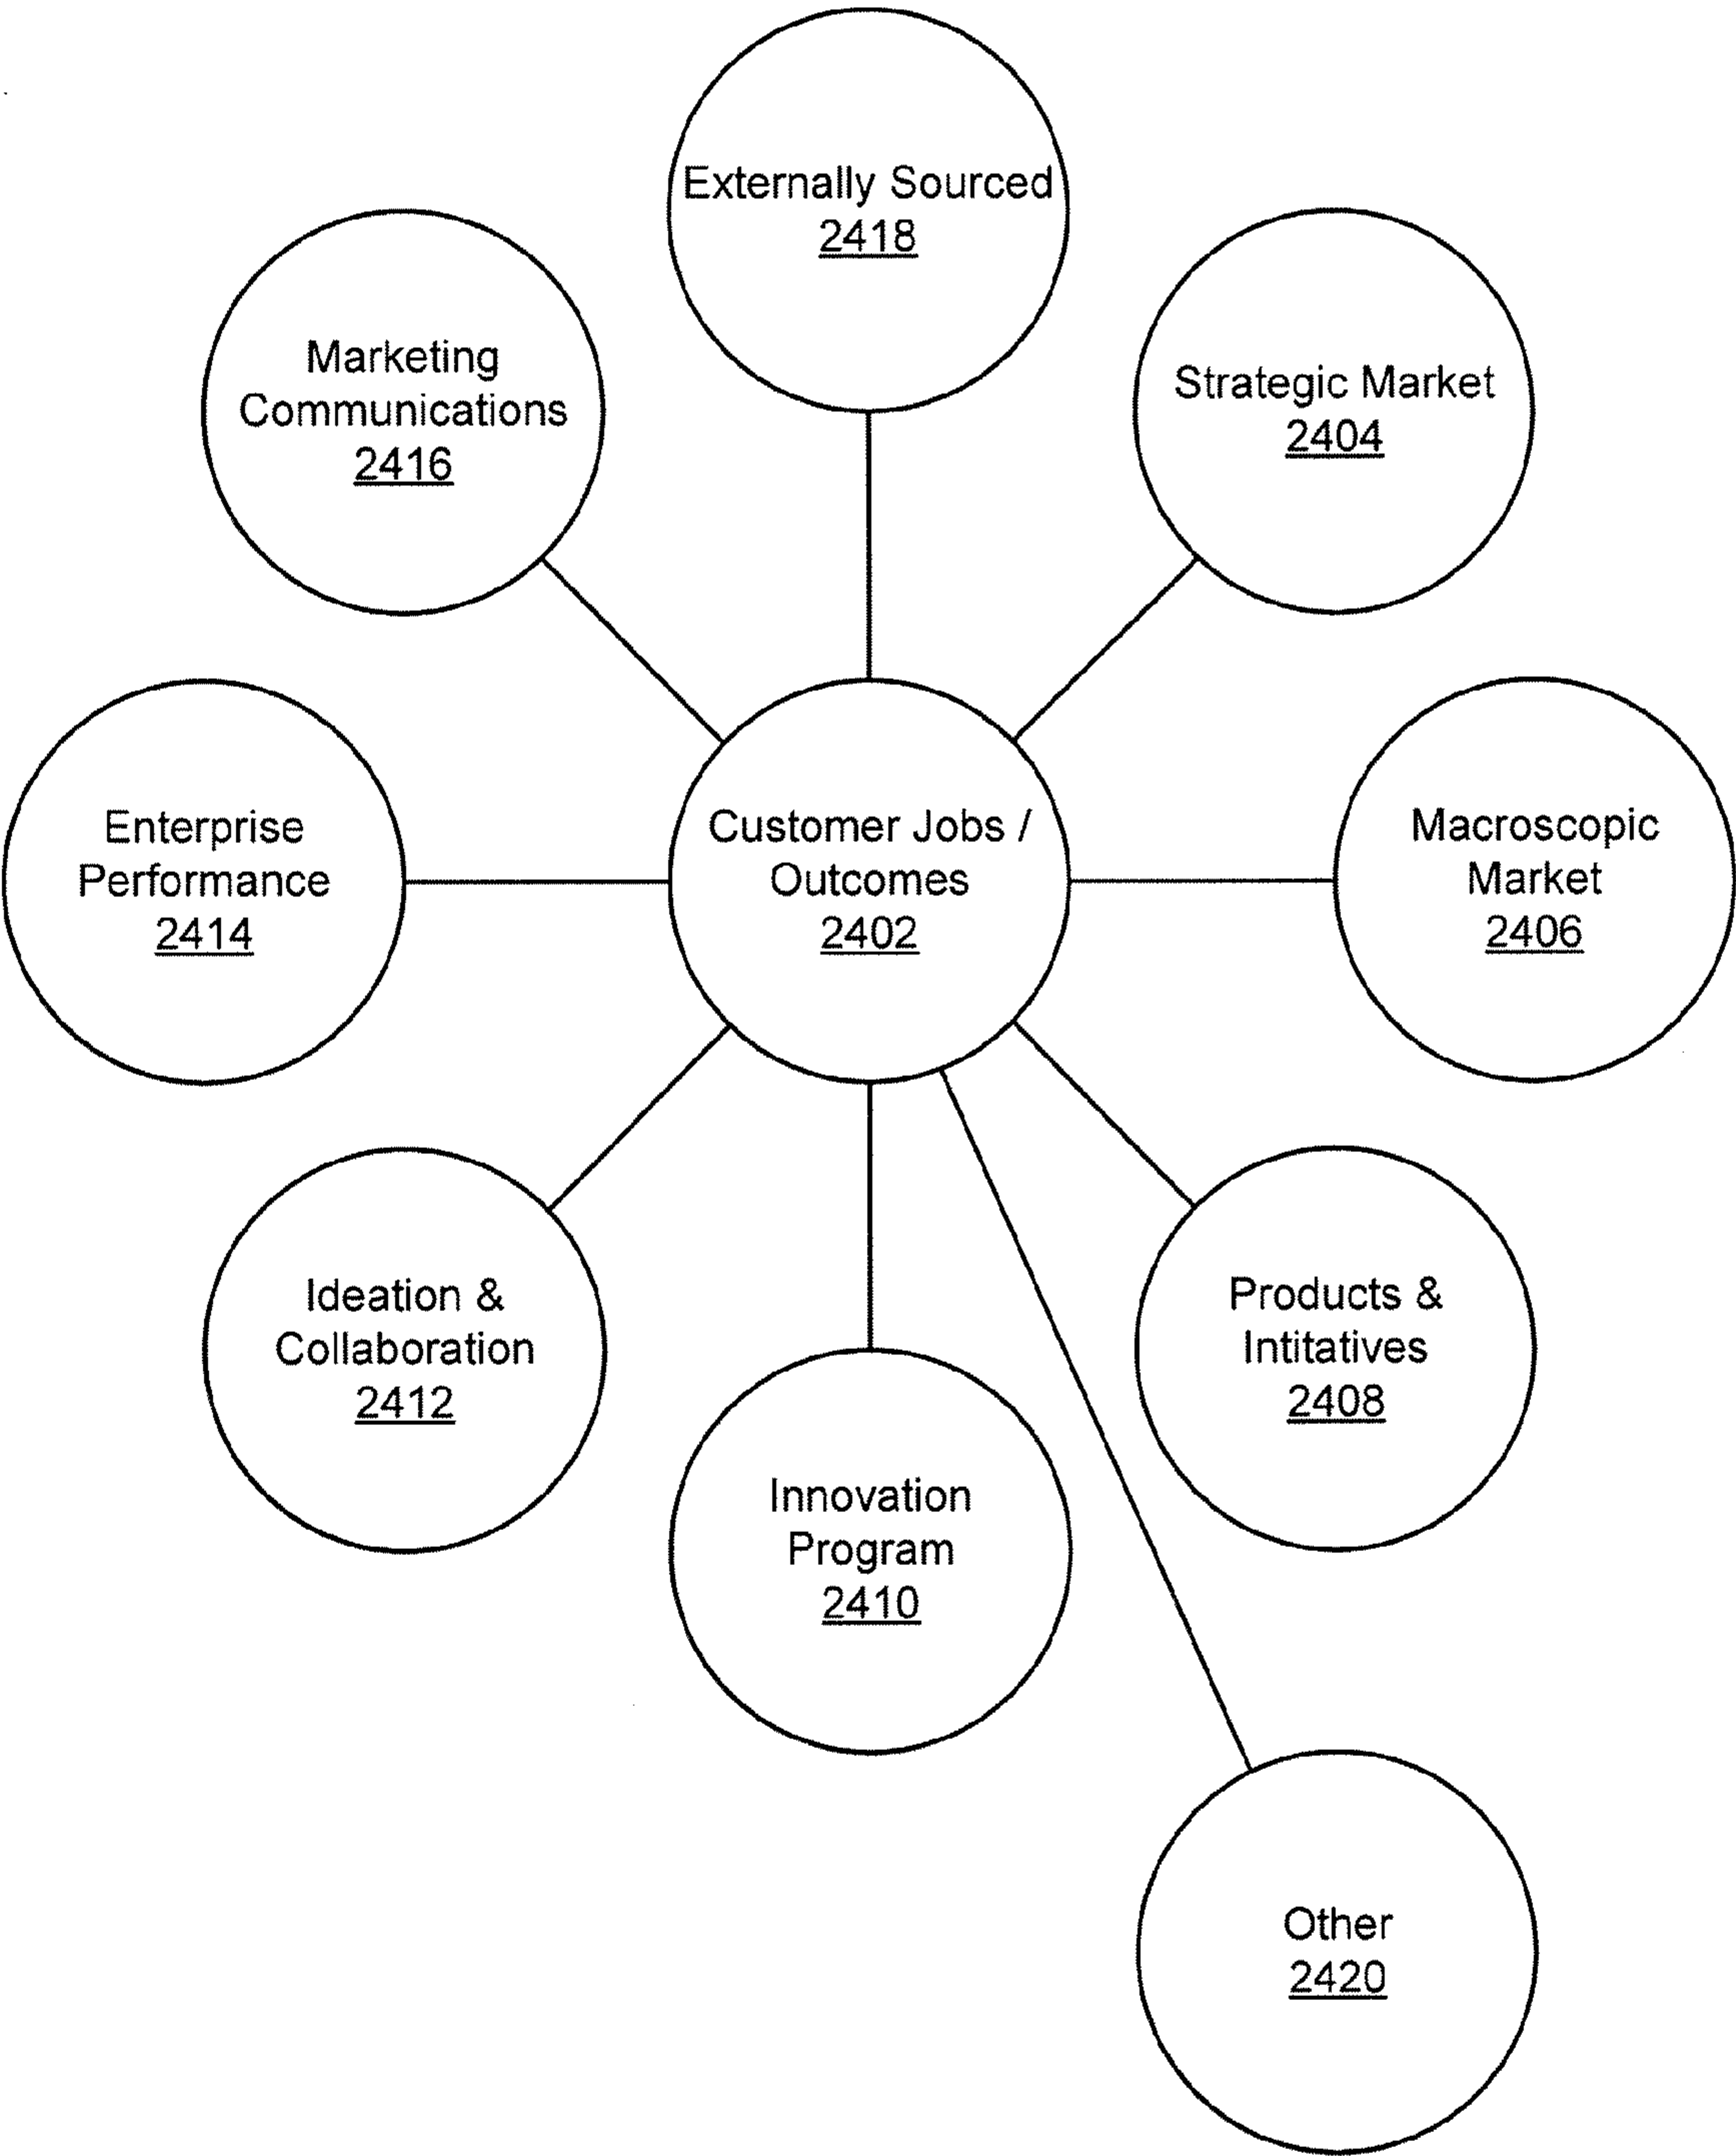 Externally Sourced
2418
Marketing
Communications
2416
Strategic Market
2404
Enterprise
Performance
2414
Customer Jobs /
Outcomes
2402
Macroscopic
Market
2406
Ideation &
Collaboration
2412
Products &
Intitatives
2408
Innovation
Program
2410
Other
2420